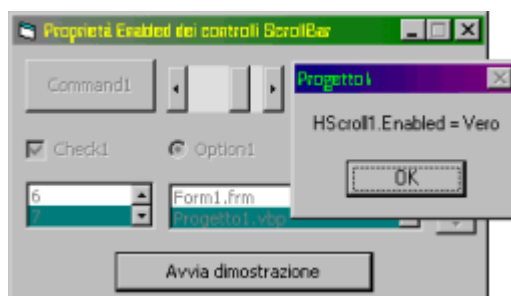 Proprietà Enabled dei controlli ScrollBar
Command1
Progetto1
HScroll1.Enabled = Vero
OK
Check1
Option1
6
7
Form1.frm
Progetto1.vbp
Avvia dimostrazione